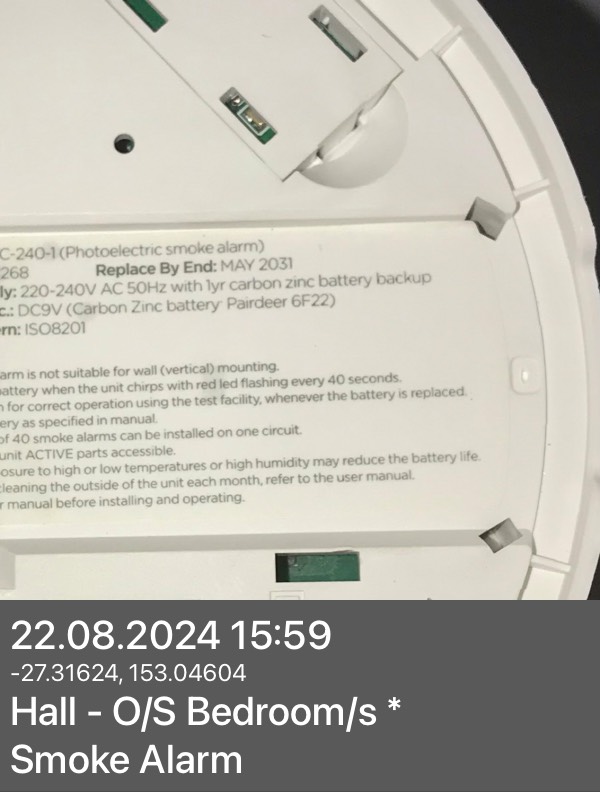 C-240-1 (Photoelectric smoke alarm)
268 Replace By End: MAY 2031
ly: 220-240V AC 50Hz with 1yr carbon zinc battery backup
c.: DC9V (Carbon Zinc battery Pairdeer 6F22)
rn: ISO8201
arm is not suitable for wall (vertical) mounting.
battery when the unit chirps with red led flashing every 40 seconds.
n for correct operation using the test facility, whenever the battery is replaced.
ery as specified in manual.
of 40 smoke alarms can be installed on one circuit.
unit ACTIVE parts accessible.
osure to high or low temperatures or high humidity may reduce the battery life.
cleaning the outside of the unit each month, refer to the user manual.
r manual before installing and operating.
22.08.2024 15:59
-27.31624, 153.04604
Hall - O/S Bedroom/s *
Smoke Alarm